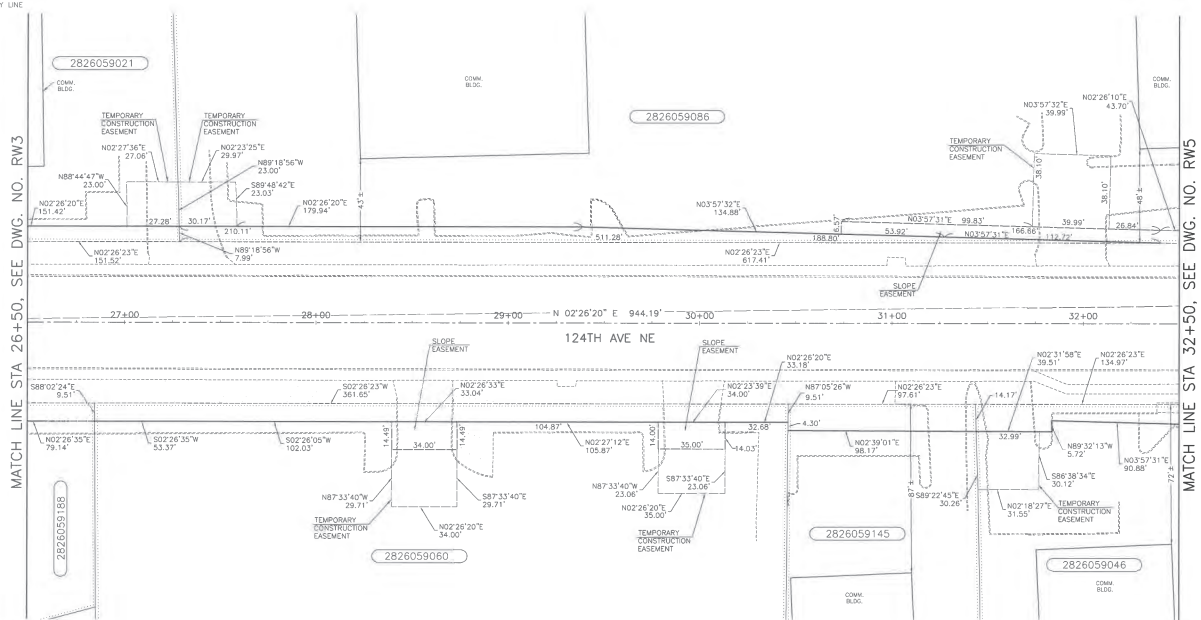 Y LINE
2826059021
COMM.
BLDG.
TEMPORARY
CONSTRUCTION
EASEMENT
TEMPORARY
CONSTRUCTION
EASEMENT
N02°27'36"E
27.06'
N02°23'25"E
29.97'
N89°18'56"W
23.00'
N88°44'47"W
23.00'
S89°48'42"E
23.03'
N02°26'20"E
151.42'
N02°26'20"E
179.94'
27.28'
30.17'
210.11'
N89°18'56"W
7.99'
N02°26'23"E
151.52'
43'±
COMM.
BLDG.
2826059086
511.28'
N03°57'32"E
134.88'
N02°26'23"E
617.41'
188.80'
6.67'
53.92'
N03°57'31"E
99.83'
N03°57'31"E
166.66'
112.72'
39.99'
26.84'
SLOPE
EASEMENT
TEMPORARY
CONSTRUCTION
EASEMENT
N03°57'32"E
39.99'
N02°26'10"E
43.70'
38.10'
38.10'
48'±
COMM.
BLDG.
MATCH LINE STA 26+50, SEE DWG. NO. RW3
MATCH LINE STA 32+50, SEE DWG. NO. RW5
27+00
28+00
29+00
N 02°26'20" E 944.19'
30+00
31+00
32+00
124TH AVE NE
S88°02'24"E
9.51'
S02°26'23"W
361.65'
SLOPE
EASEMENT
N02°26'33"E
33.04'
SLOPE
EASEMENT
N02°23'39"E
34.00'
N02°26'20"E
33.18'
N87°05'26"W
9.51'
N02°26'23"E
97.61'
14.17'
N02°31'58"E
39.51'
N02°26'23"E
134.97'
N02°26'35"E
79.14'
S02°26'35"W
53.37'
S02°26'05"W
102.03'
14.49'
34.00'
14.49'
104.87'
N02°27'12"E
105.87'
14.00'
35.00'
14.03'
32.68'
4.30'
N02°39'01"E
98.17'
32.99'
N89°32'13"W
5.72'
N03°57'31"E
90.88'
N87°33'40"W
29.71'
S87°33'40"E
29.71'
N87°33'40"W
23.06'
S87°33'40"E
23.06'
S89°22'45"E
30.26'
S86°38'34"E
30.12'
N02°18'27"E
31.55'
TEMPORARY
CONSTRUCTION
EASEMENT
TEMPORARY
CONSTRUCTION
EASEMENT
N02°26'20"E
34.00'
N02°26'20"E
35.00'
TEMPORARY
CONSTRUCTION
EASEMENT
87'±
72'±
2826059188
2826059060
2826059145
2826059046
COMM.
BLDG.
COMM.
BLDG.